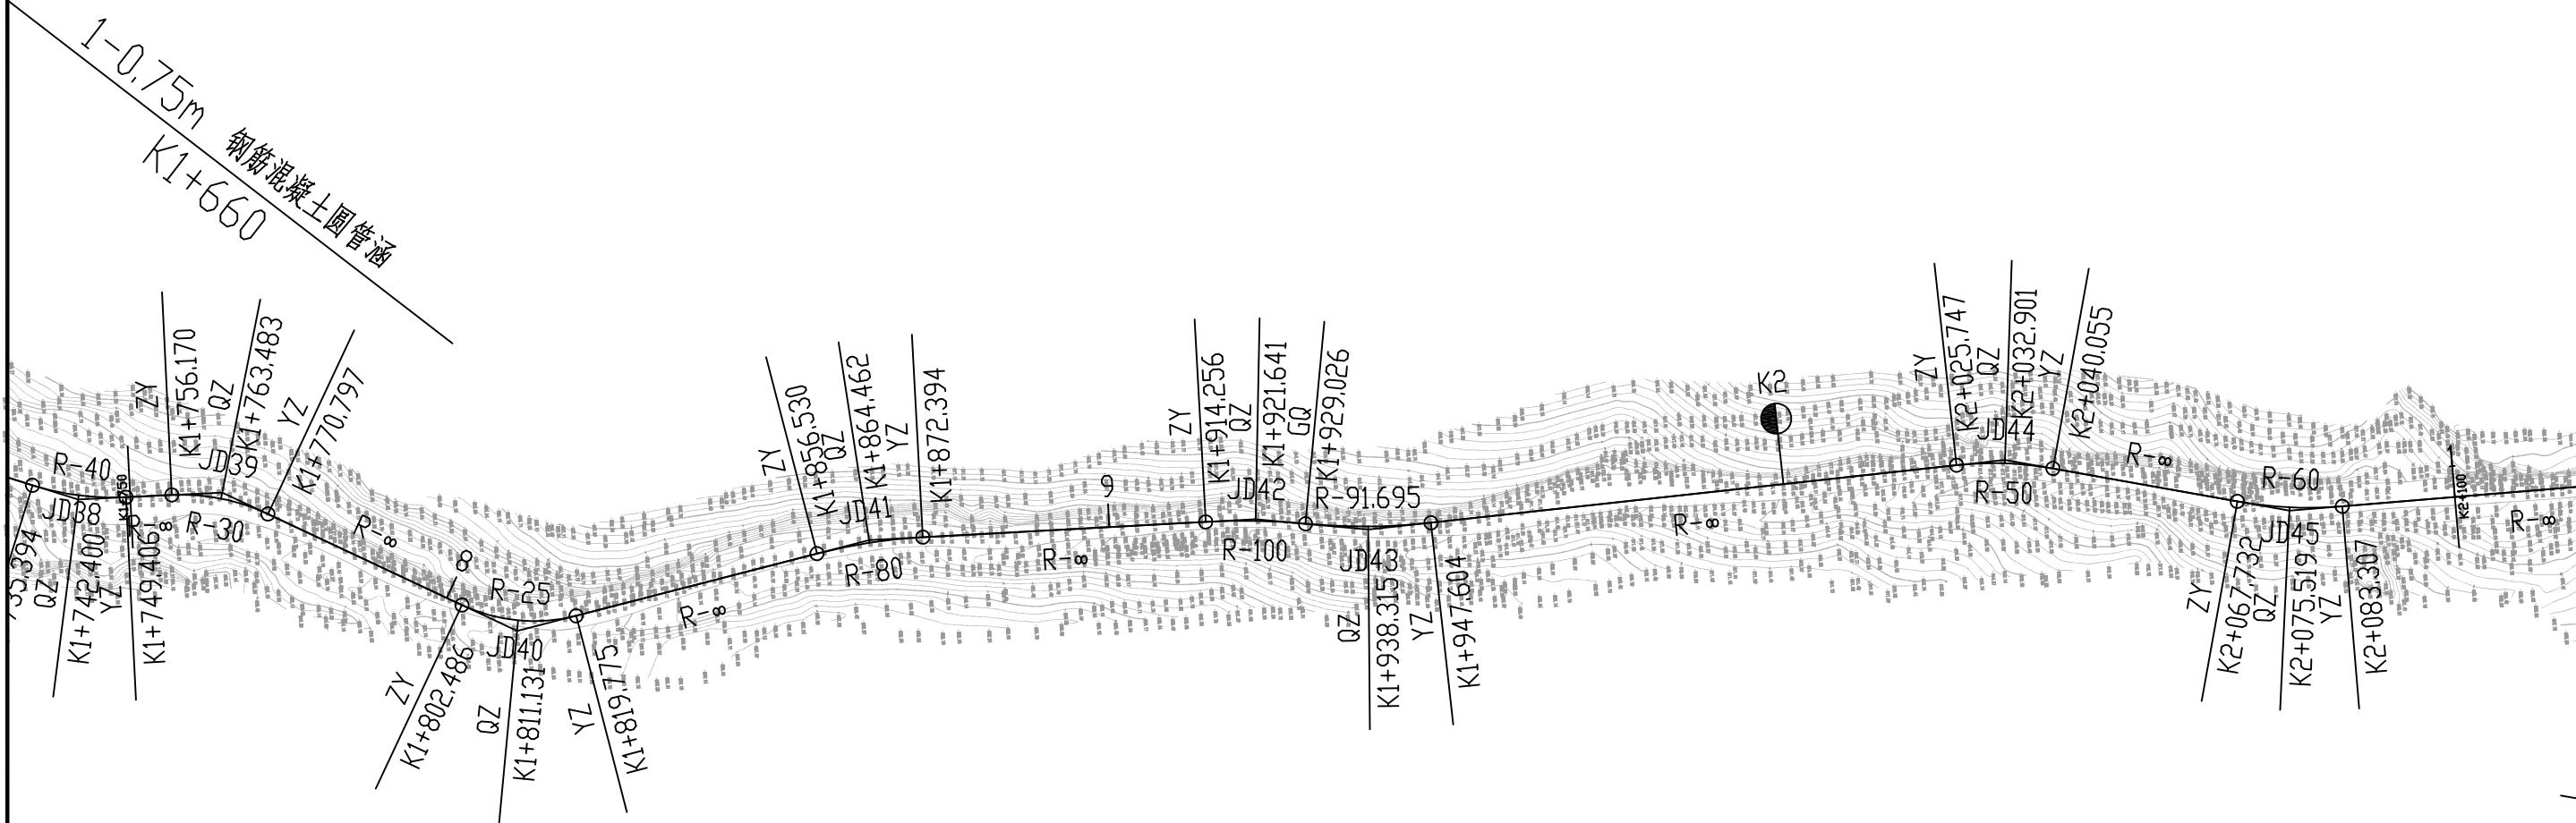 1-0.75m 钢筋混凝土圆管涵
K1+660
R-40
JD38
QZ
K1+742.400
YZ
K1+749.406
R-∞
ZY
K1+756.170
QZ
K1+763.483
JD39
YZ
K1+770.797
R-30
R-∞
8
ZY
K1+802.486
R-25
JD40
QZ
K1+811.131
YZ
K1+819.775
R-∞
ZY
K1+856.530
QZ
K1+864.462
JD41
YZ
K1+872.394
R-80
9
R-∞
ZY
K1+914.256
QZ
K1+921.641
JD42
GQ
K1+929.026
R-100
R-91.695
JD43
QZ
K1+938.315
YZ
K1+947.604
R-∞
K2
ZY
K2+025.747
QZ
K2+032.901
JD44
YZ
K2+040.055
R-50
R-∞
R-60
ZY
K2+067.732
JD45
QZ
K2+075.519
YZ
K2+083.307
1
K2+100
R-∞